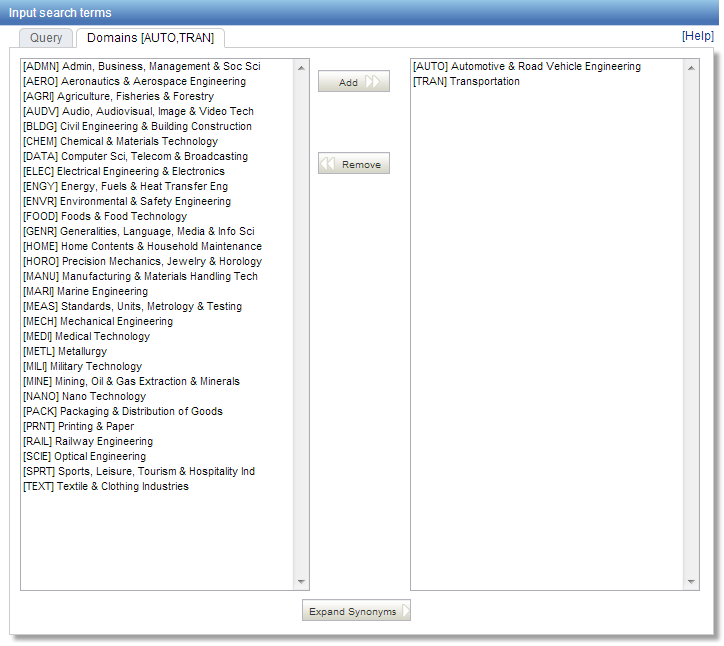 Input search terms
Query
Domains [AUTO,TRAN]
[Help]
[ADMN] Admin, Business, Management & Soc Sci
[AERO] Aeronautics & Aerospace Engineering
[AGRI] Agriculture, Fisheries & Forestry
[AUDV] Audio, Audiovisual, Image & Video Tech
[BLDG] Civil Engineering & Building Construction
[CHEM] Chemical & Materials Technology
[DATA] Computer Sci, Telecom & Broadcasting
[ELEC] Electrical Engineering & Electronics
[ENGY] Energy, Fuels & Heat Transfer Eng
[ENVR] Environmental & Safety Engineering
[FOOD] Foods & Food Technology
[GENR] Generalities, Language, Media & Info Sci
[HOME] Home Contents & Household Maintenance
[HORO] Precision Mechanics, Jewelry & Horology
[MANU] Manufacturing & Materials Handling Tech
[MARI] Marine Engineering
[MEAS] Standards, Units, Metrology & Testing
[MECH] Mechanical Engineering
[MEDI] Medical Technology
[METL] Metallurgy
[MILI] Military Technology
[MINE] Mining, Oil & Gas Extraction & Minerals
[NANO] Nano Technology
[PACK] Packaging & Distribution of Goods
[PRNT] Printing & Paper
[RAIL] Railway Engineering
[SCIE] Optical Engineering
[SPRT] Sports, Leisure, Tourism & Hospitality Ind
[TEXT] Textile & Clothing Industries
Add
Remove
[AUTO] Automotive & Road Vehicle Engineering
[TRAN] Transportation
Expand Synonyms